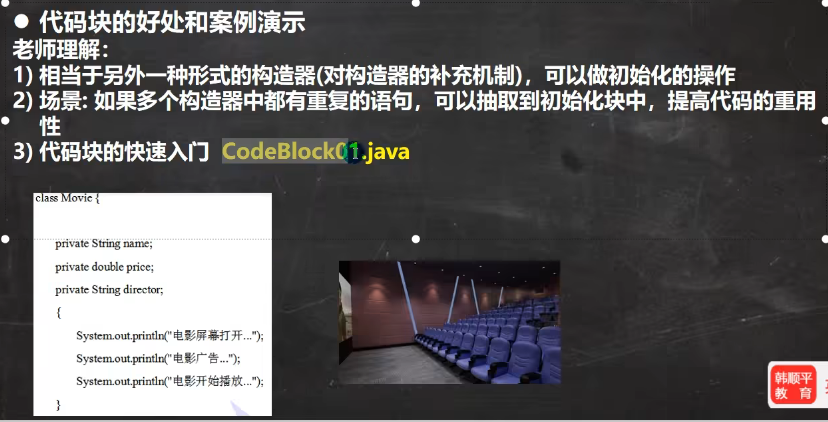 ● 代码块的好处和案例演示
老师理解：
1) 相当于另外一种形式的构造器(对构造器的补充机制)，可以做初始化的操作
2) 场景: 如果多个构造器中都有重复的语句，可以抽取到初始化块中，提高代码的重用
性
3) 代码块的快速入门 CodeBlock01.java
class Movie {
private String name;
private double price;
private String director;
{
System.out.println("电影屏幕打开...");
System.out.println("电影广告...");
System.out.println("电影开始播放...");
}
韩顺平
教育